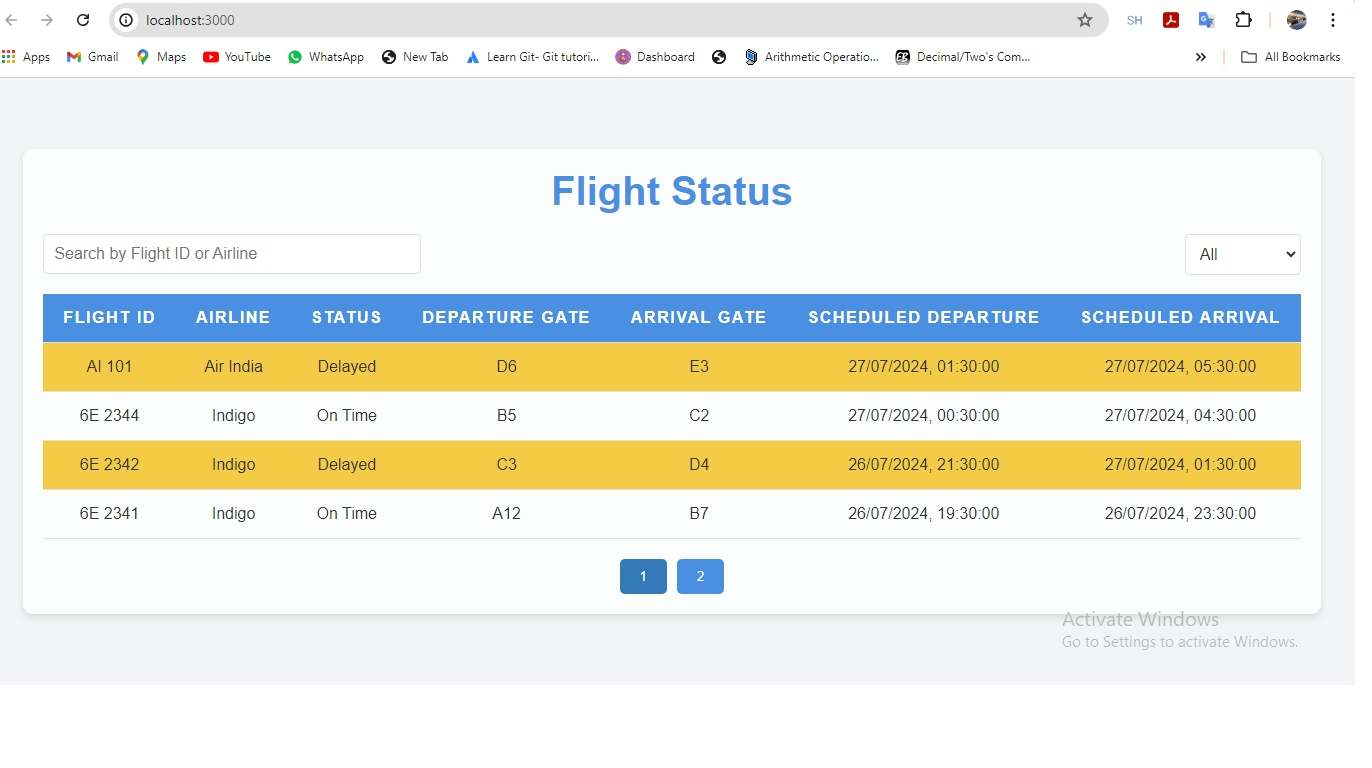 localhost:3000
SH
Apps Gmail Maps YouTube WhatsApp New Tab Learn Git- Git tutori... Dashboard Arithmetic Operatio... Decimal/Two's Com... » All Bookmarks
Flight Status
Search by Flight ID or Airline All
FLIGHT ID AIRLINE STATUS DEPARTURE GATE ARRIVAL GATE SCHEDULED DEPARTURE SCHEDULED ARRIVAL
AI 101 Air India Delayed D6 E3 27/07/2024, 01:30:00 27/07/2024, 05:30:00
6E 2344 Indigo On Time B5 C2 27/07/2024, 00:30:00 27/07/2024, 04:30:00
6E 2342 Indigo Delayed C3 D4 26/07/2024, 21:30:00 27/07/2024, 01:30:00
6E 2341 Indigo On Time A12 B7 26/07/2024, 19:30:00 26/07/2024, 23:30:00
1 2
Activate Windows
Go to Settings to activate Windows.